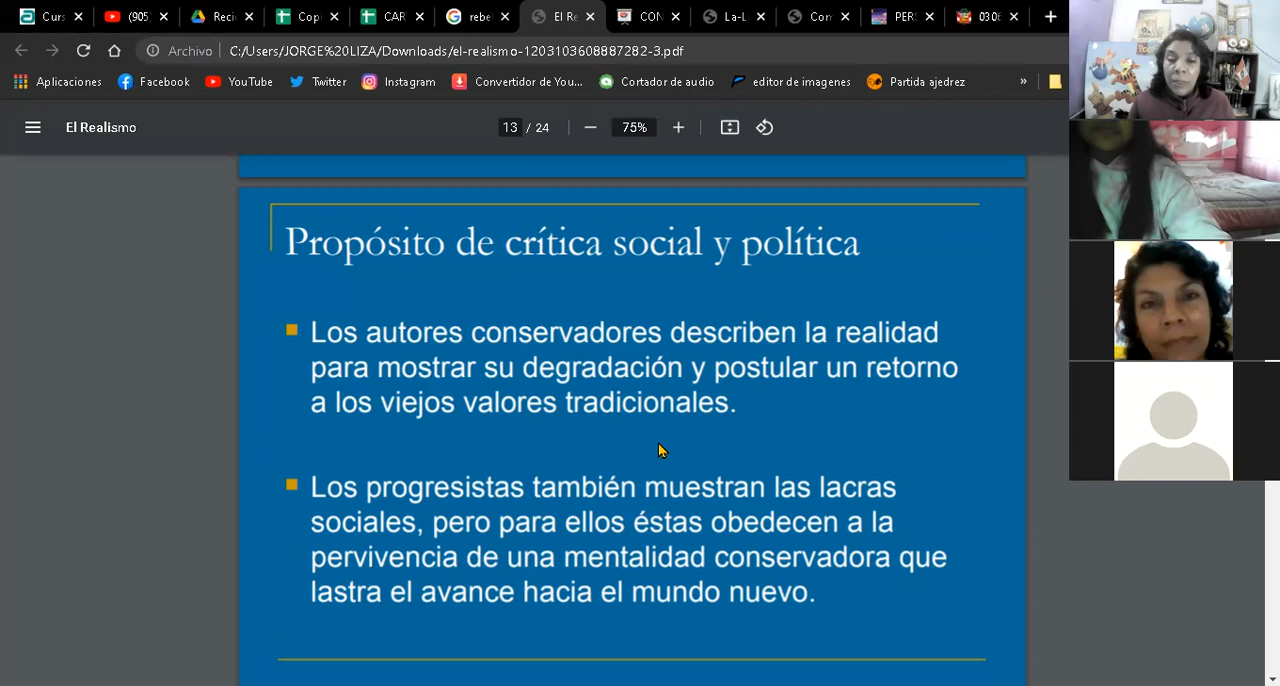 Curs
(905)
Reci
Cop
CAR
rebe
El Re
CON
La-L
Con
PER
0306
Archivo
C:/Users/JORGE%20LIZA/Downloads/el-realismo-1203103608887282-3.pdf
Aplicaciones
Facebook
YouTube
Twitter
Instagram
Convertidor de You...
Cortador de audio
editor de imagenes
Partida ajedrez
»
El Realismo
13 / 24
75%
Propósito de crítica social y política
Los autores conservadores describen la realidad
para mostrar su degradación y postular un retorno
a los viejos valores tradicionales.
Los progresistas también muestran las lacras
sociales, pero para ellos éstas obedecen a la
pervivencia de una mentalidad conservadora que
lastra el avance hacia el mundo nuevo.